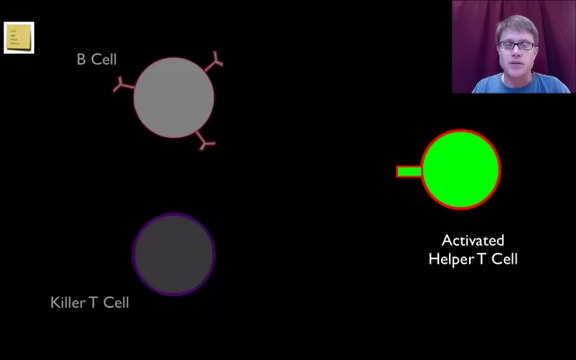 B Cell
Activated
Helper T Cell
Killer T Cell